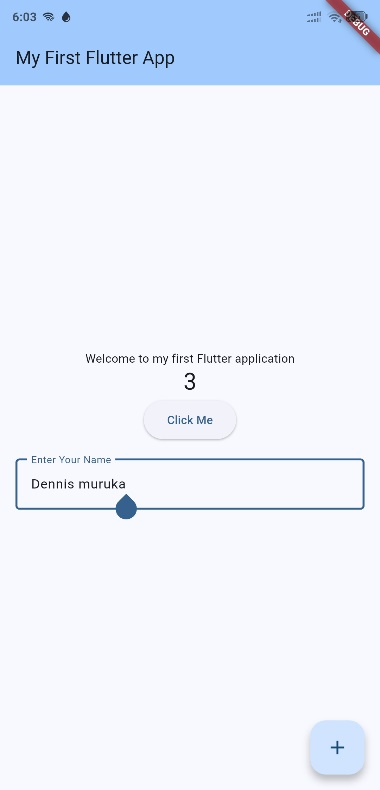 6:03
DEBUG
My First Flutter App
Welcome to my first Flutter application
3
Click Me
Enter Your Name
Dennis muruka
+